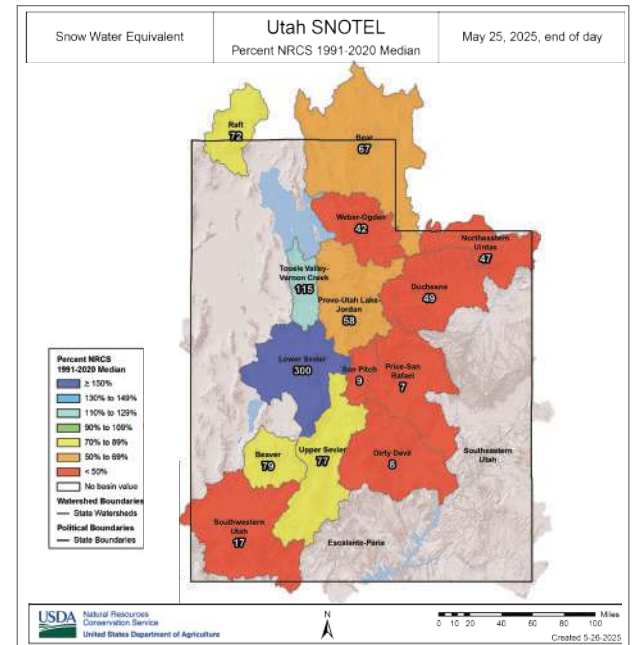 Snow Water Equivalent
Utah SNOTEL
Percent NRCS 1991-2020 Median
May 25, 2025, end of day
Raft
72
Bear
67
Weber-Ogden
42
Northeastern
Uintas
47
Tooele Valley-
Vernon Creek
115
Duchesne
49
Provo-Utah Lake-
Jordan
58
Lower Sevier
300
San Pitch
9
Price-San
Rafael
7
Beaver
79
Upper Sevier
77
Dirty Devil
Southeastern
Utah
Southwestern
Utah
17
Escalante-Paria
Percent NRCS
1991-2020 Median
≥ 150%
130% to 149%
110% to 129%
90% to 109%
70% to 89%
50% to 69%
< 50%
No basin value
Watershed Boundaries
State Watersheds
Political Boundaries
State Boundaries
USDA
Natural Resources
Conservation Service
United States Department of Agriculture
N
Miles
0 10 20 40 60 80 100
Created 5-26-2025